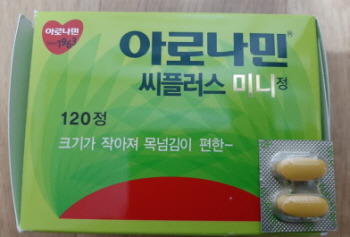 아로나민
Since 1963
아로나민®
씨플러스 미니정
120정
크기가 작아져 목넘김이 편한~